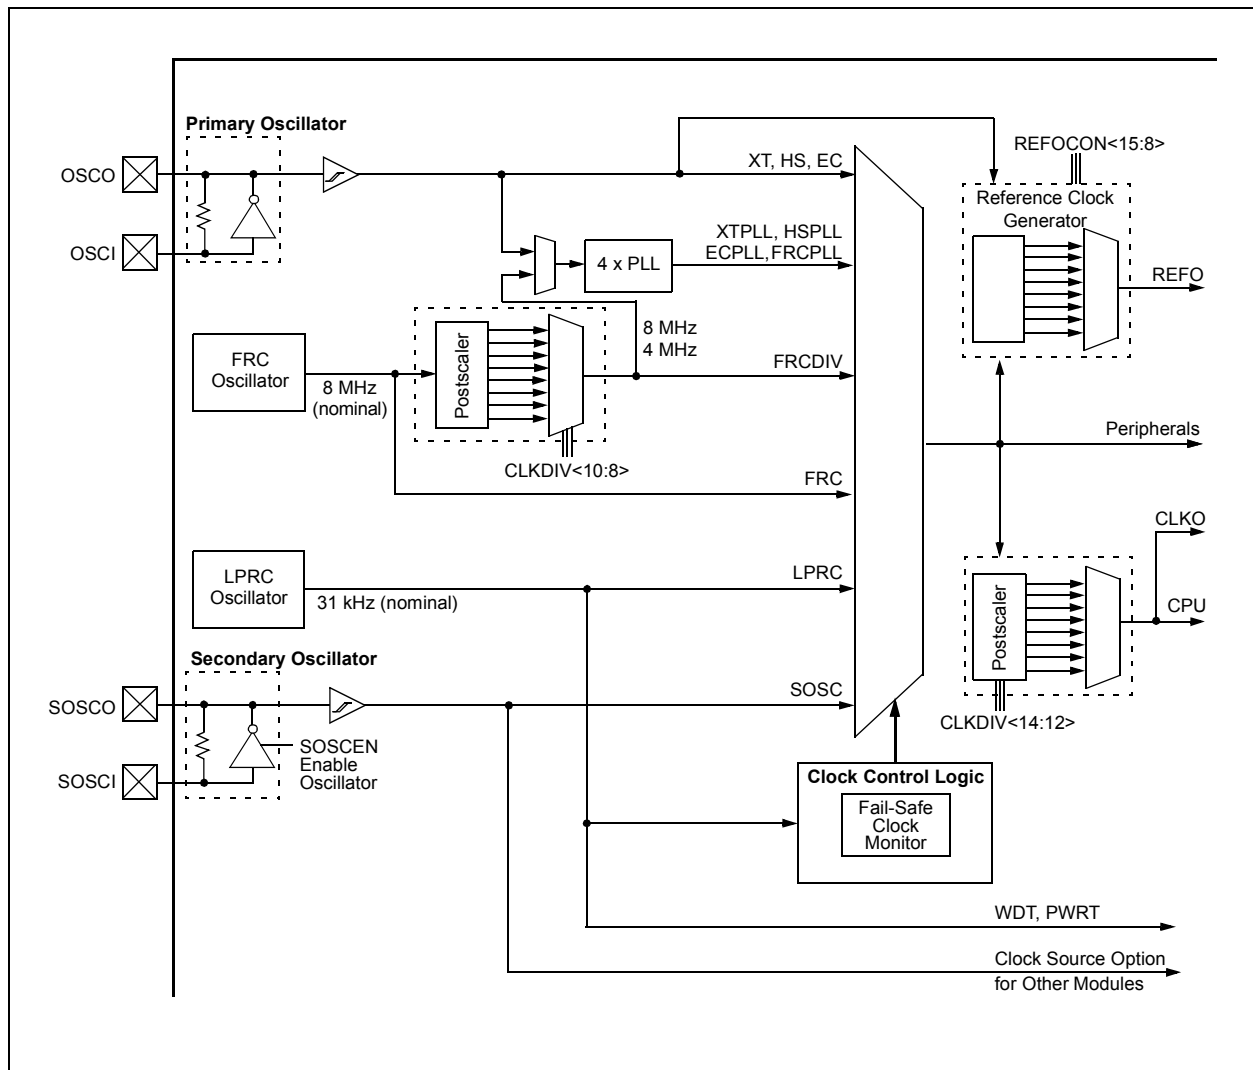 Primary Oscillator
OSCO
OSCI
XT, HS, EC
REFOCON<15:8>
Reference Clock
Generator
XTPLL, HSPLL
ECPLL, FRCPLL
4 x PLL
REFO
8 MHz
4 MHz
FRC
Oscillator
8 MHz
(nominal)
Postscaler
FRCDIV
CLKDIV<10:8>
Peripherals
FRC
CLKO
LPRC
Oscillator
31 kHz (nominal)
LPRC
Postscaler
CPU
CLKDIV<14:12>
Secondary Oscillator
SOSCO
SOSCI
SOSCEN
Enable
Oscillator
SOSC
Clock Control Logic
Fail-Safe
Clock
Monitor
WDT, PWRT
Clock Source Option
for Other Modules